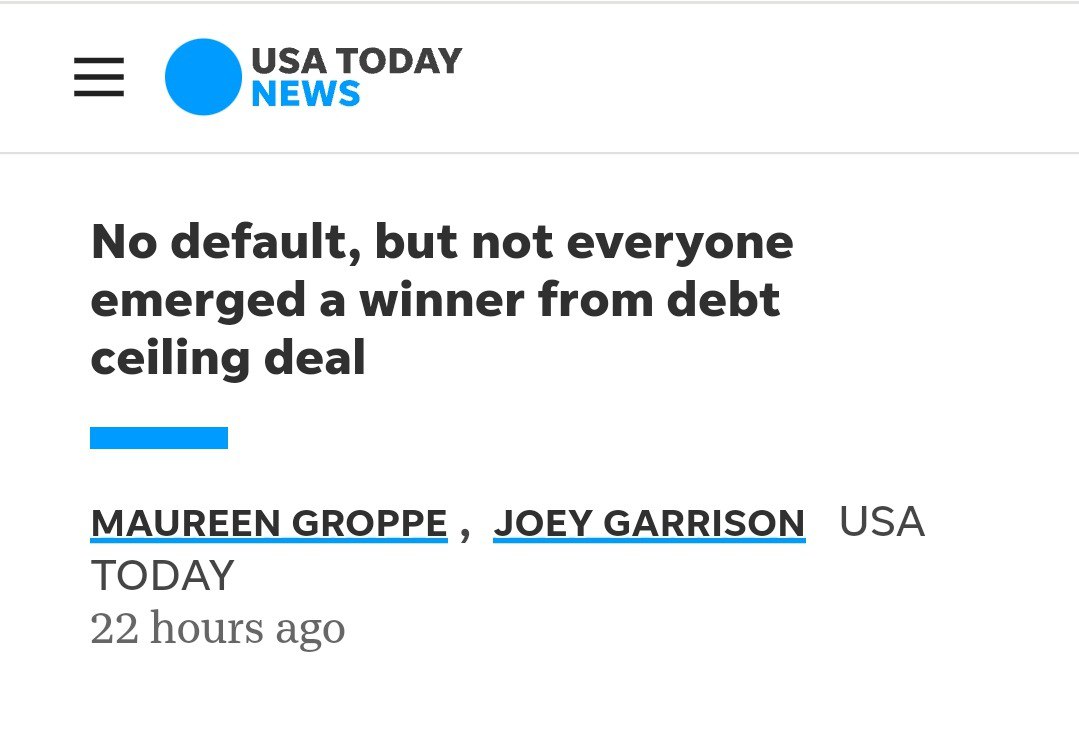 USA TODAY
NEWS
No default, but not everyone
emerged a winner from debt
ceiling deal
MAUREEN GROPPE , JOEY GARRISON USA
TODAY
22 hours ago